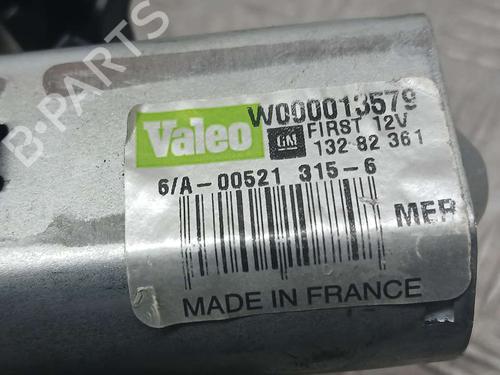 B-PARTS
W000013579
Valeo
GM FIRST 12V
132 82 361
6/A-00521 315-6
MER
MADE IN FRANCE